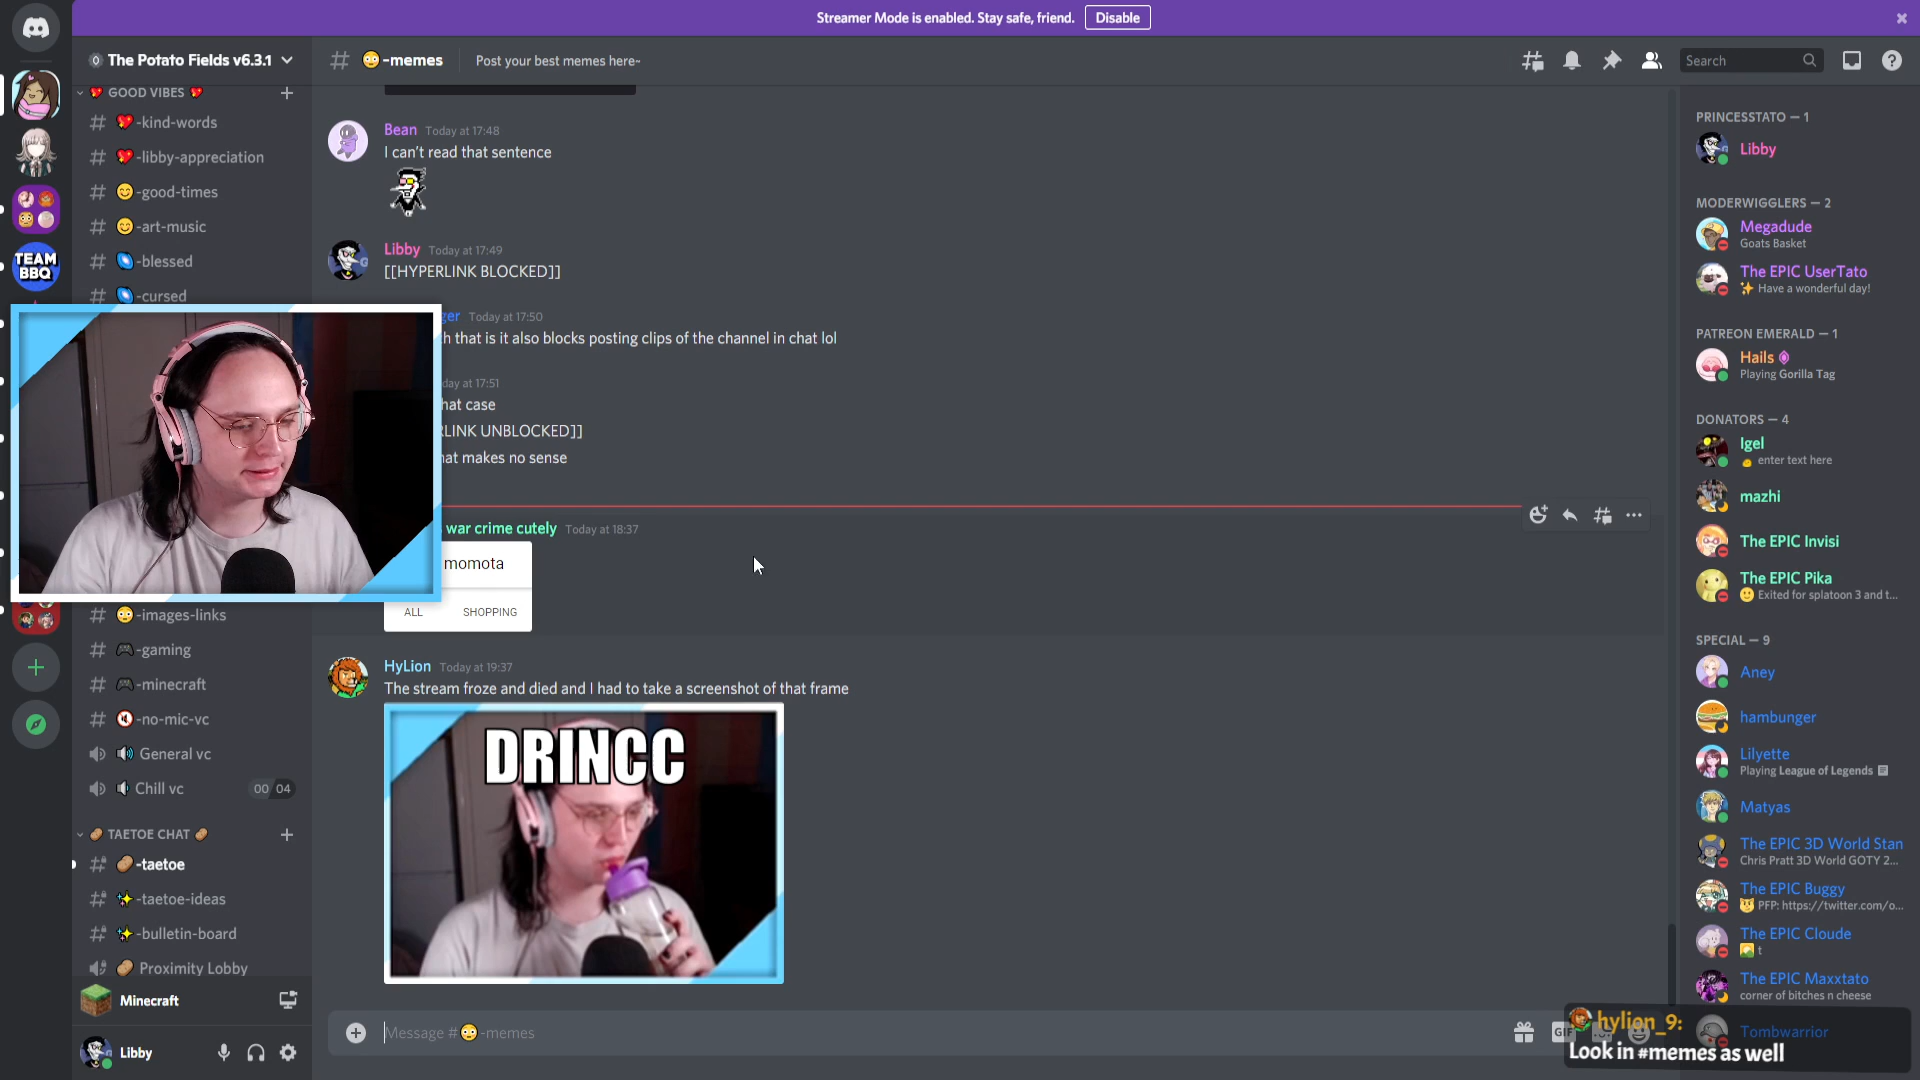 Streamer Mode is enabled. Stay safe, friend.
Disable
The Potato Fields v6.3.1
-memes
Post your best memes here~
Search
GOOD VIBES
-kind-words
-libby-appreciation
-good-times
-art-music
-blessed
-cursed
TEAM
BBQ
-images-links
-gaming
-minecraft
-no-mic-vc
General vc
Chill vc
00 04
TAETOE CHAT
-taetoe
-taetoe-ideas
-bulletin-board
Proximity Lobby
Minecraft
Libby
Bean Today at 17:48
I can't read that sentence
Libby Today at 17:49
[[HYPERLINK BLOCKED]]
ger Today at 17:50
h that is it also blocks posting clips of the channel in chat lol
day at 17:51
hat case
RLINK UNBLOCKED]]
hat makes no sense
war crime cutely Today at 18:37
momota
ALL SHOPPING
HyLion Today at 19:37
The stream froze and died and I had to take a screenshot of that frame
DRINCC
Message #
-memes
GIF
PRINCESSTATO — 1
Libby
MODERWIGGLERS — 2
Megadude
Goats Basket
The EPIC UserTato
Have a wonderful day!
PATREON EMERALD — 1
Hails
Playing Gorilla Tag
DONATORS — 4
Igel
enter text here
mazhi
The EPIC Invisi
The EPIC Pika
Exited for splatoon 3 and t...
SPECIAL — 9
Aney
hambunger
Lilyette
Playing League of Legends
Matyas
The EPIC 3D World Stan
Chris Pratt 3D World GOTY 2...
The EPIC Buggy
PFP: https://twitter.com/o...
The EPIC Cloude
t
The EPIC Maxxtato
corner of bitches n cheese
Tombwarrior
hylion_9:
Look in #memes as well